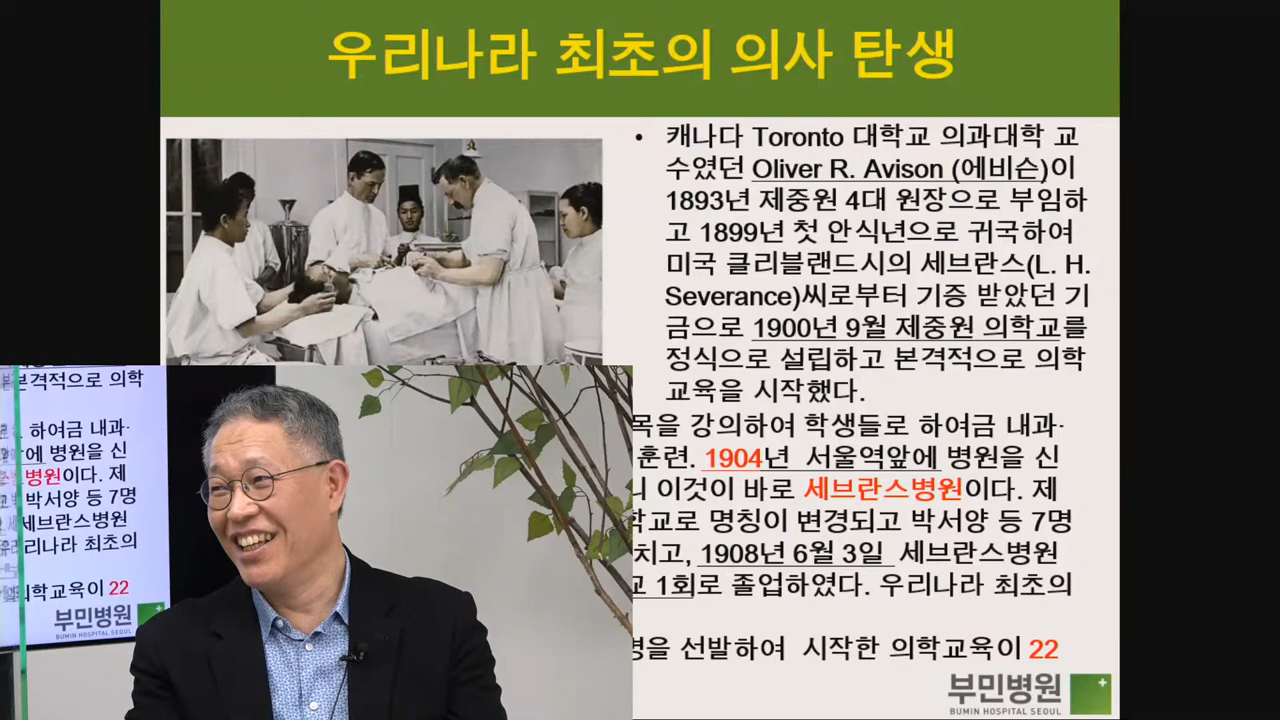 우리나라 최초의 의사 탄생
• 캐나다 Toronto 대학교 의과대학 교
수였던 Oliver R. Avison (에비슨)이
1893년 제중원 4대 원장으로 부임하
고 1899년 첫 안식년으로 귀국하여
미국 클리블랜드시의 세브란스(L. H.
Severance)씨로부터 기증 받았던 기
금으로 1900년 9월 제중원 의학교를
정식으로 설립하고 본격적으로 의학
교육을 시작했다.
목을 강의하여 학생들로 하여금 내과·
훈련. 1904년 서울역앞에 병원을 신
이것이 바로 세브란스병원이다. 제
학교로 명칭이 변경되고 박서양 등 7명
치고, 1908년 6월 3일 세브란스병원
교 1회로 졸업하였다. 우리나라 최초의
명을 선발하여 시작한 의학교육이 22
부민병원
BUMIN HOSPITAL SEOUL
본격적으로 의학
하여금 내과·
앞에 병원을 신
병원이다. 제
박서양 등 7명
세브란스병원
우리나라 최초의
의학교육이 22
부민병원
BUMIN HOSPITAL SEOUL